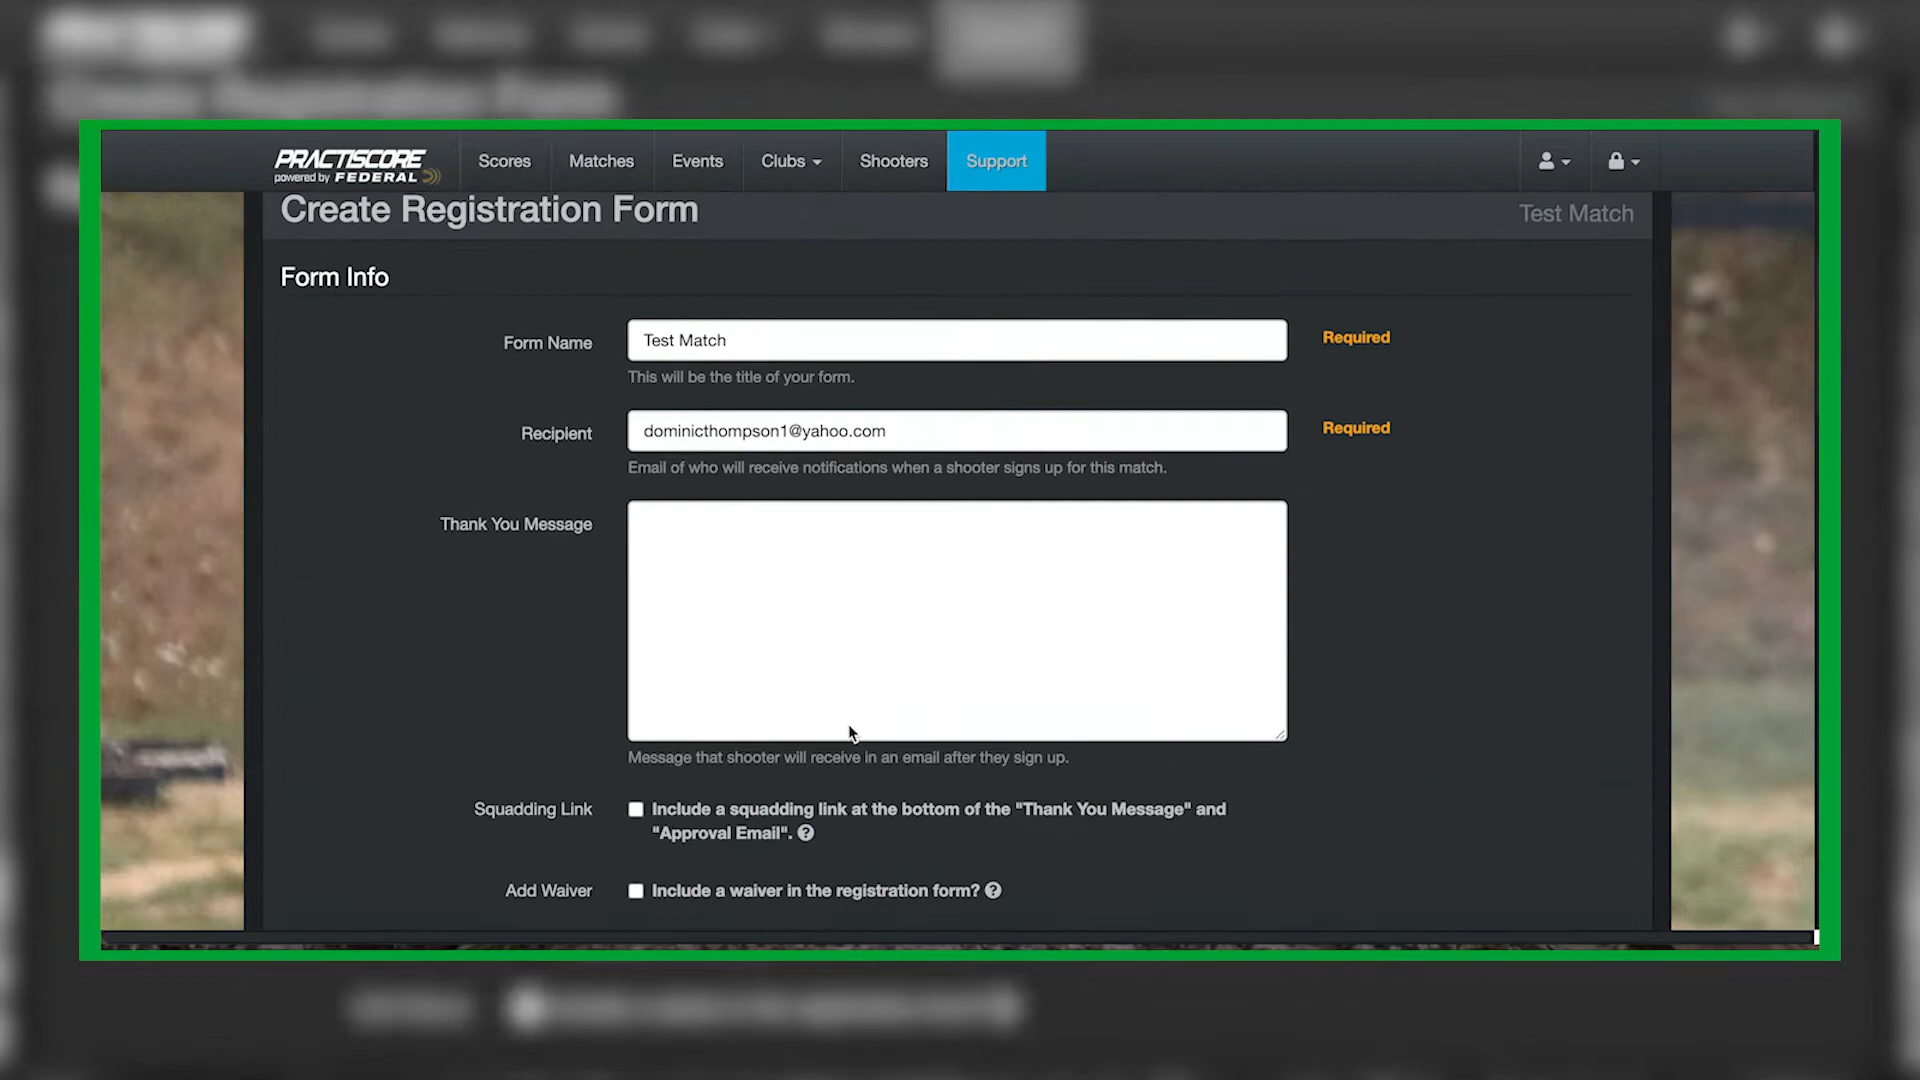 PRACTISCORE
powered by FEDERAL
Scores
Matches
Events
Clubs
Shooters
Support
Create Registration Form
Test Match
Form Info
Form Name
Test Match
Required
This will be the title of your form.
Recipient
dominicthompson1@yahoo.com
Required
Email of who will receive notifications when a shooter signs up for this match.
Thank You Message
Message that shooter will receive in an email after they sign up.
Squadding Link
Include a squadding link at the bottom of the "Thank You Message" and
"Approval Email".
Add Waiver
Include a waiver in the registration form?